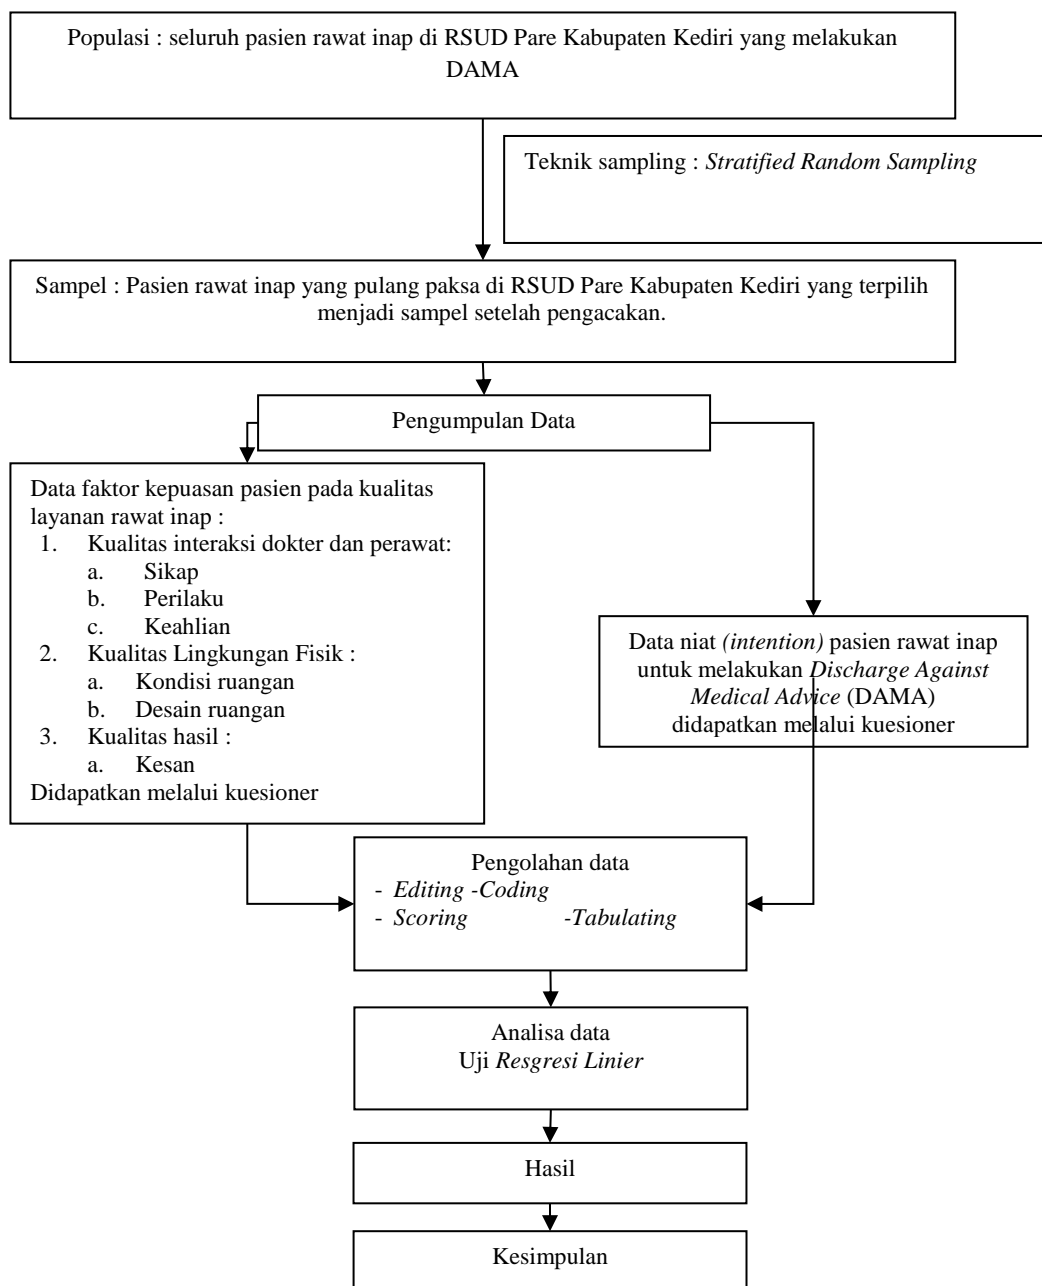 Populasi : seluruh pasien rawat inap di RSUD Pare Kabupaten Kediri yang melakukan
DAMA
Teknik sampling : Stratified Random Sampling
Sampel : Pasien rawat inap yang pulang paksa di RSUD Pare Kabupaten Kediri yang terpilih
menjadi sampel setelah pengacakan.
Pengumpulan Data
Data faktor kepuasan pasien pada kualitas
layanan rawat inap :
1. Kualitas interaksi dokter dan perawat:
a. Sikap
b. Perilaku
c. Keahlian
2. Kualitas Lingkungan Fisik :
a. Kondisi ruangan
b. Desain ruangan
3. Kualitas hasil :
a. Kesan
Didapatkan melalui kuesioner
Data niat (intention) pasien rawat inap
untuk melakukan Discharge Against
Medical Advice (DAMA)
didapatkan melalui kuesioner
Pengolahan data
- Editing -Coding
- Scoring -Tabulating
Analisa data
Uji Resgresi Linier
Hasil
Kesimpulan